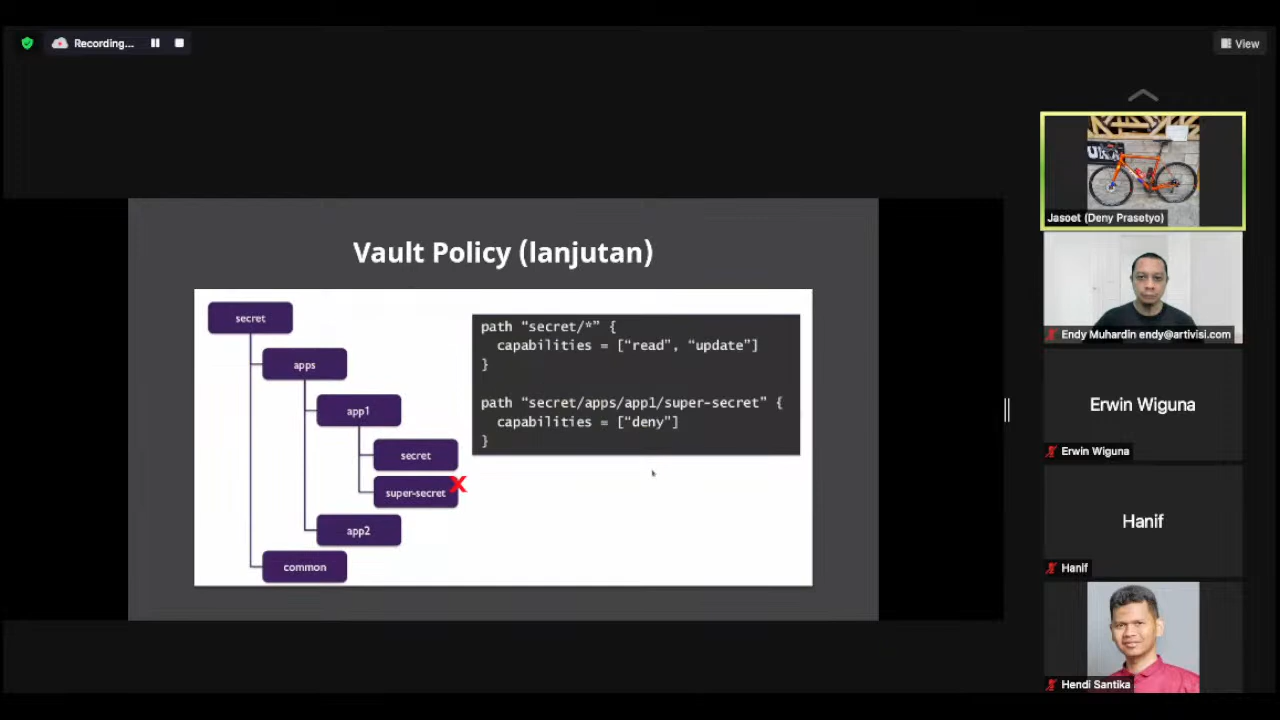 Recording...
View
Vault Policy (lanjutan)
secret
apps
app1
secret
super-secret
X
app2
common
path “secret/*” {
capabilities = [“read”, “update”]
}
path “secret/apps/app1/super-secret” {
capabilities = [“deny”]
}
Jasoet (Deny Prasetyo)
Endy Muhardin endy@artivisi.com
Erwin Wiguna
Erwin Wiguna
Hanif
Hanif
Hendi Santika